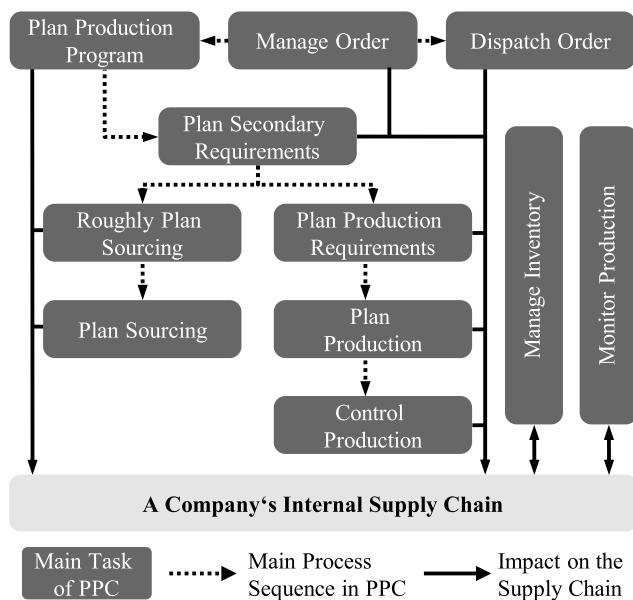 Plan Production
Program
Manage Order
Dispatch Order
Plan Secondary
Requirements
Roughly Plan
Sourcing
Plan Production
Requirements
Plan Sourcing
Plan
Production
Control
Production
Manage Inventory
Monitor Production
A Company‘s Internal Supply Chain
Main Task
of PPC
Main Process
Sequence in PPC
Impact on the
Supply Chain